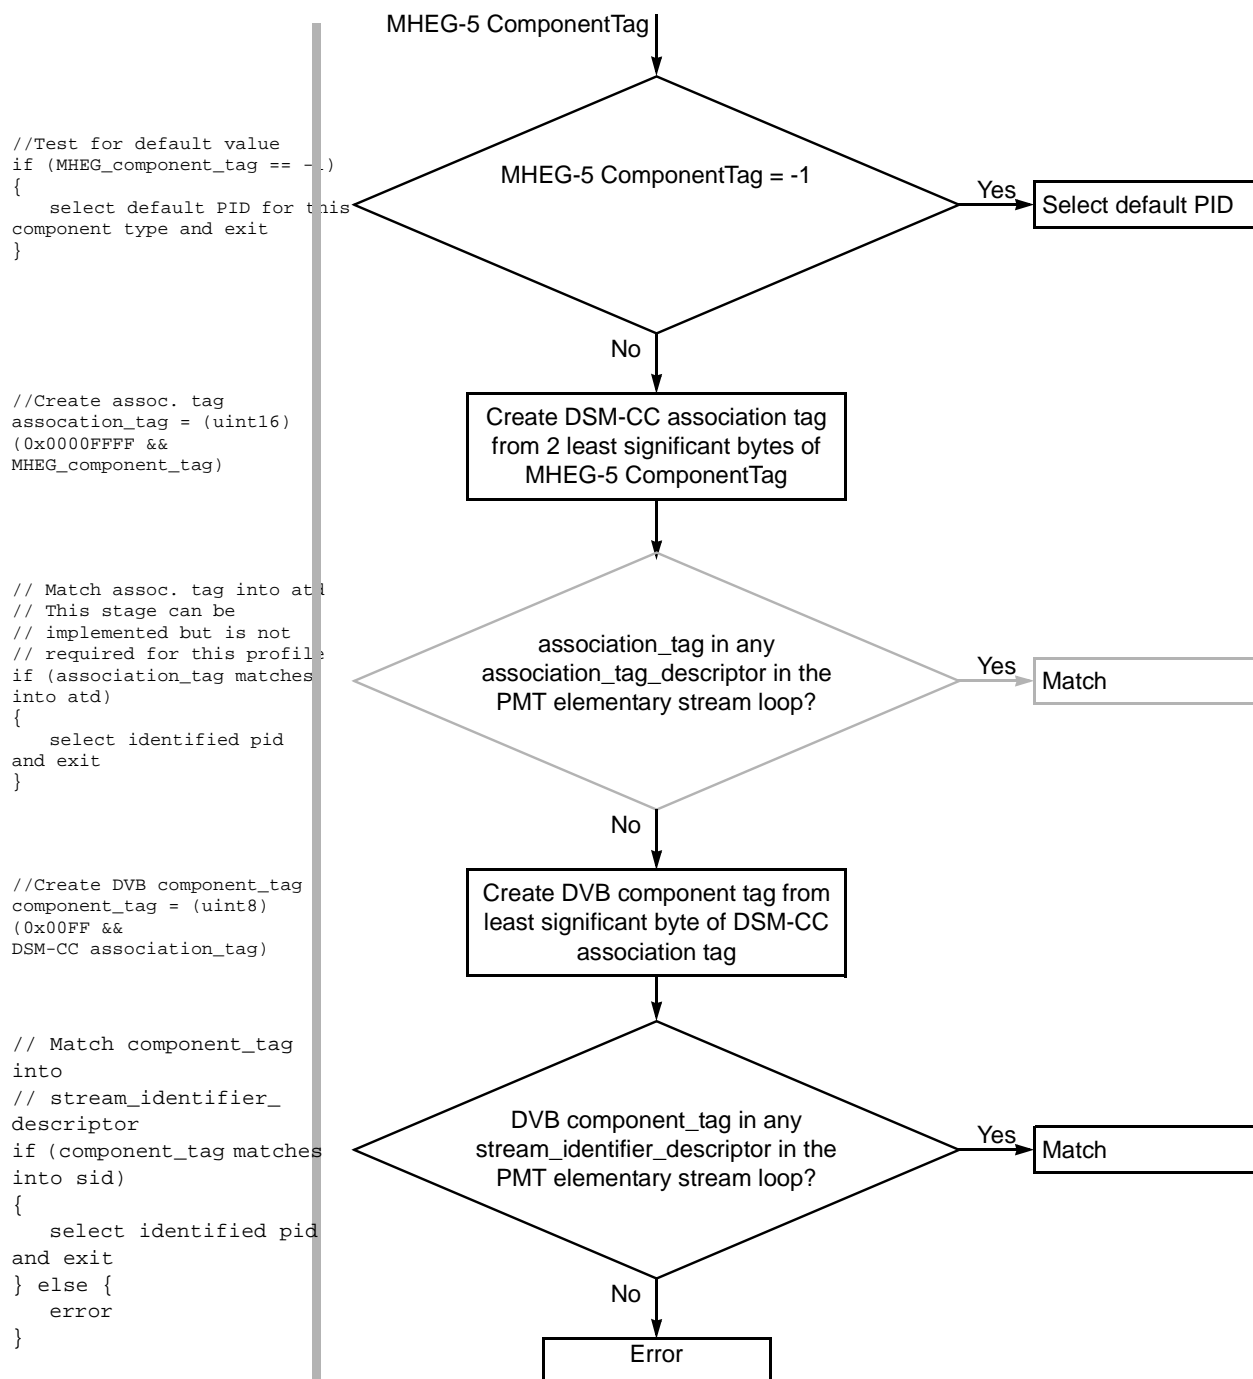 MHEG-5 ComponentTag
//Test for default value
if (MHEG_component_tag == -1)
{
select default PID for this
component type and exit
}
MHEG-5 ComponentTag = -1
Yes
Select default PID
No
//Create assoc. tag
assocation_tag = (uint16)
(0x0000FFFF &&
MHEG_component_tag)
Create DSM-CC association tag
from 2 least significant bytes of
MHEG-5 ComponentTag
// Match assoc. tag into atd
// This stage can be
// implemented but is not
// required for this profile
if (association_tag matches
into atd)
{
select identified pid
and exit
}
association_tag in any
association_tag_descriptor in the
PMT elementary stream loop?
Yes
Match
No
//Create DVB component_tag
component_tag = (uint8)
(0x00FF &&
DSM-CC association_tag)
Create DVB component tag from
least significant byte of DSM-CC
association tag
// Match component_tag
into
// stream_identifier_
descriptor
if (component_tag matches
into sid)
{
select identified pid
and exit
} else {
error
}
DVB component_tag in any
stream_identifier_descriptor in the
PMT elementary stream loop?
Yes
Match
No
Error